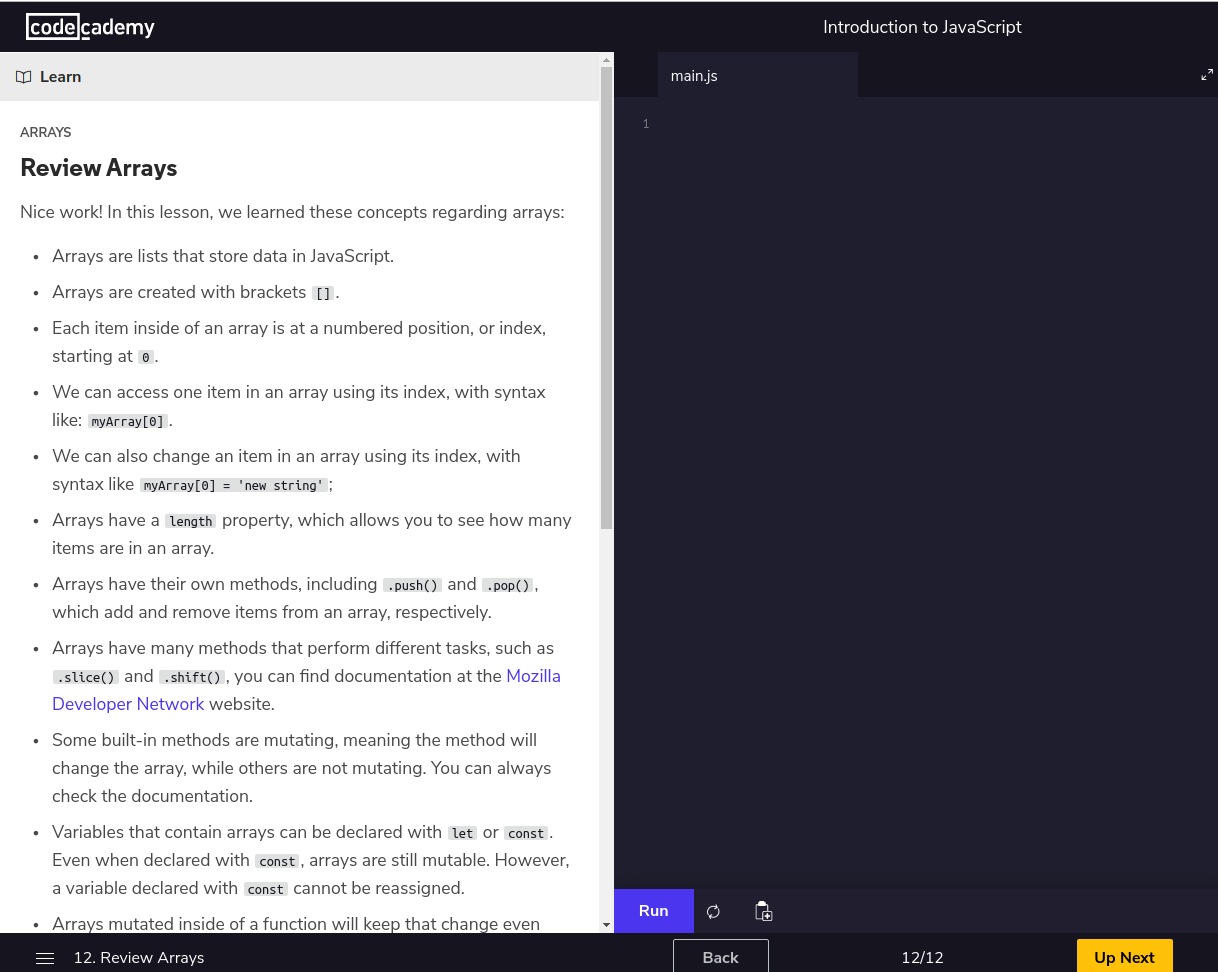 codecademy
Introduction to JavaScript
Learn
main.js
1
ARRAYS
Review Arrays
Nice work! In this lesson, we learned these concepts regarding arrays:
• Arrays are lists that store data in JavaScript.
• Arrays are created with brackets [].
• Each item inside of an array is at a numbered position, or index,
starting at 0.
• We can access one item in an array using its index, with syntax
like: myArray[0].
• We can also change an item in an array using its index, with
syntax like myArray[0] = 'new string';
• Arrays have a length property, which allows you to see how many
items are in an array.
• Arrays have their own methods, including .push() and .pop(),
which add and remove items from an array, respectively.
• Arrays have many methods that perform different tasks, such as
.slice() and .shift(), you can find documentation at the Mozilla
Developer Network website.
• Some built-in methods are mutating, meaning the method will
change the array, while others are not mutating. You can always
check the documentation.
• Variables that contain arrays can be declared with let or const.
Even when declared with const, arrays are still mutable. However,
a variable declared with const cannot be reassigned.
• Arrays mutated inside of a function will keep that change even
Run
12. Review Arrays
Back
12/12
Up Next